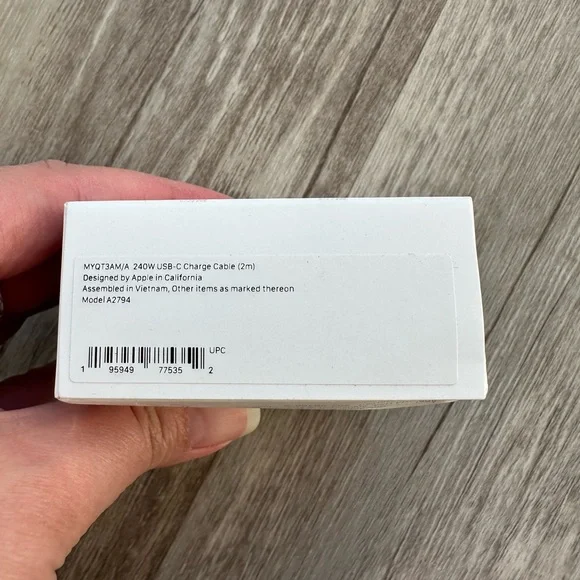 MYQT3AM/A 240W USB-C Charge Cable (2m)
Designed by Apple in California
Assembled in Vietnam, Other items as marked thereon
Model A2794
UPC
1 95949 77535 2